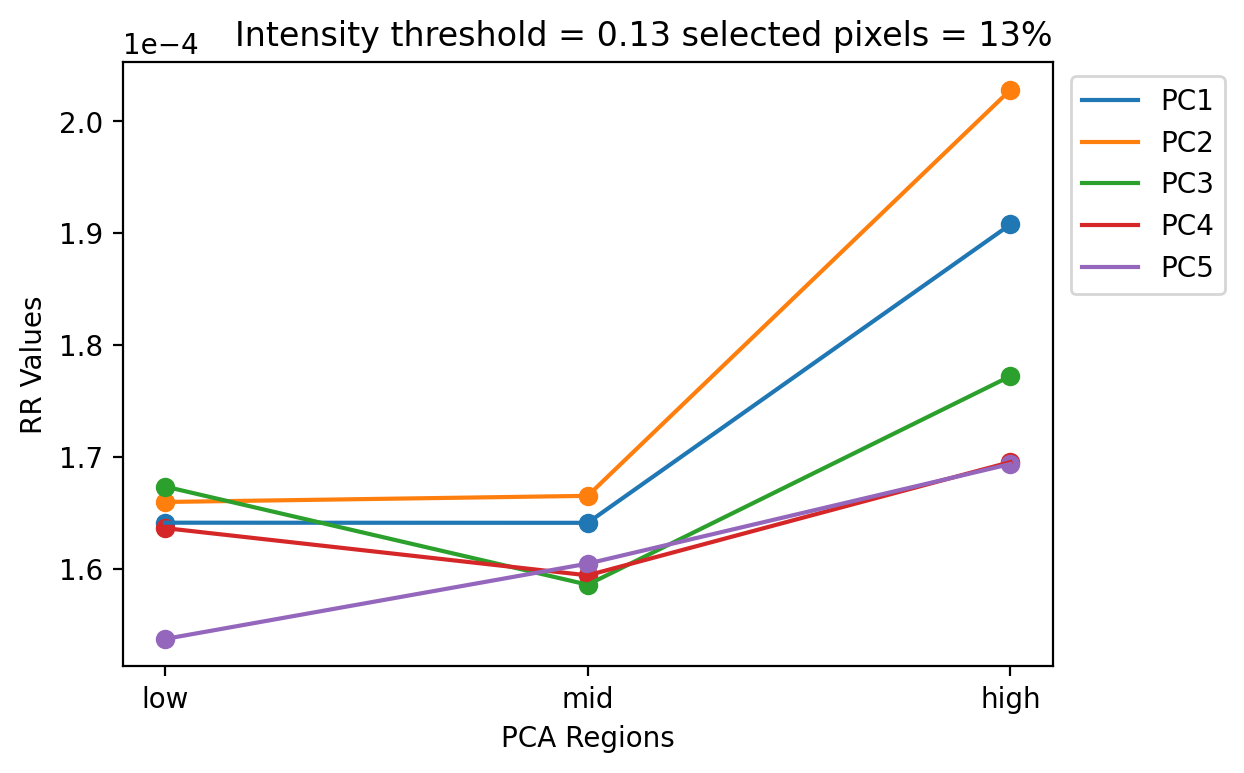 Intensity threshold = 0.13 selected pixels = 13%
1e−4
2.0
1.9
1.8
1.7
1.6
RR Values
low
mid
high
PCA Regions
PC1
PC2
PC3
PC4
PC5